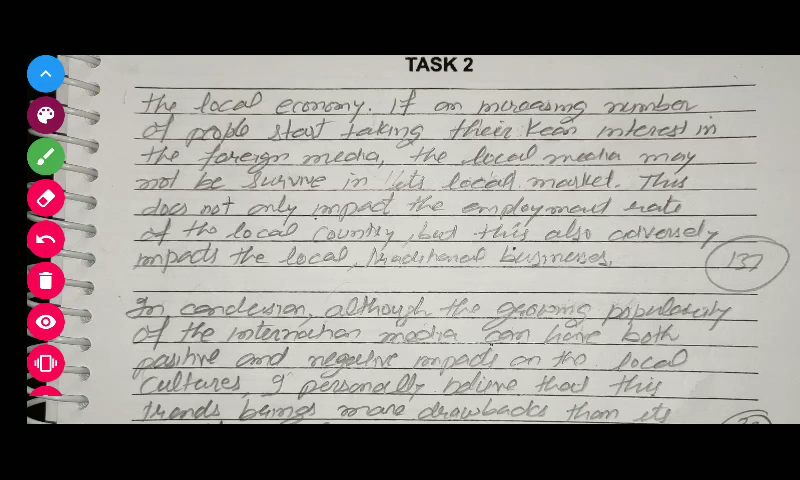 TASK 2
the local economy. If an increasing number
of people start taking their kean interest in
the foreign media, the local media may
not be survive in its local market. This
does not only impact the employment rate
of the local country, but this also adversely
impacts the local, traditional businesses.
137
In conclusion, although the growing popularity
of the internation media can have both
positive and negative impacts on the local
cultures, I personally believe that this
trends beings more drawbacks than its